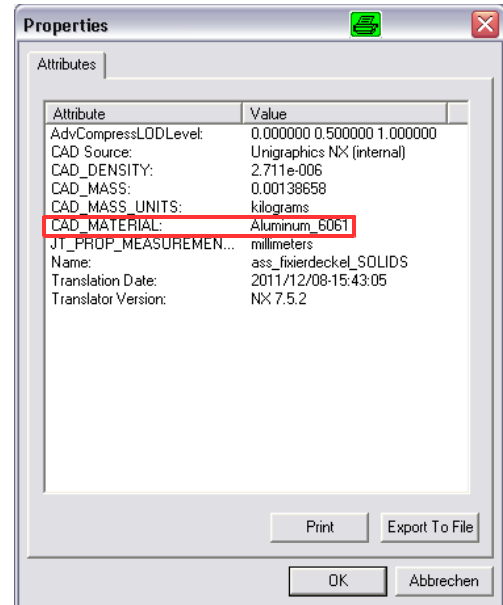 Properties
Attributes
Attribute Value
AdvCompressLODLevel: 0.000000 0.500000 1.000000
CAD Source: Unigraphics NX (internal)
CAD_DENSITY: 2.711e-006
CAD_MASS: 0.00138658
CAD_MASS_UNITS: kilograms
CAD_MATERIAL: Aluminum_6061
JT_PROP_MEASUREMEN... millimeters
Name: ass_fixierdeckel_SOLIDS
Translation Date: 2011/12/08-15:43:05
Translator Version: NX 7.5.2
Print Export To File
OK Abbrechen